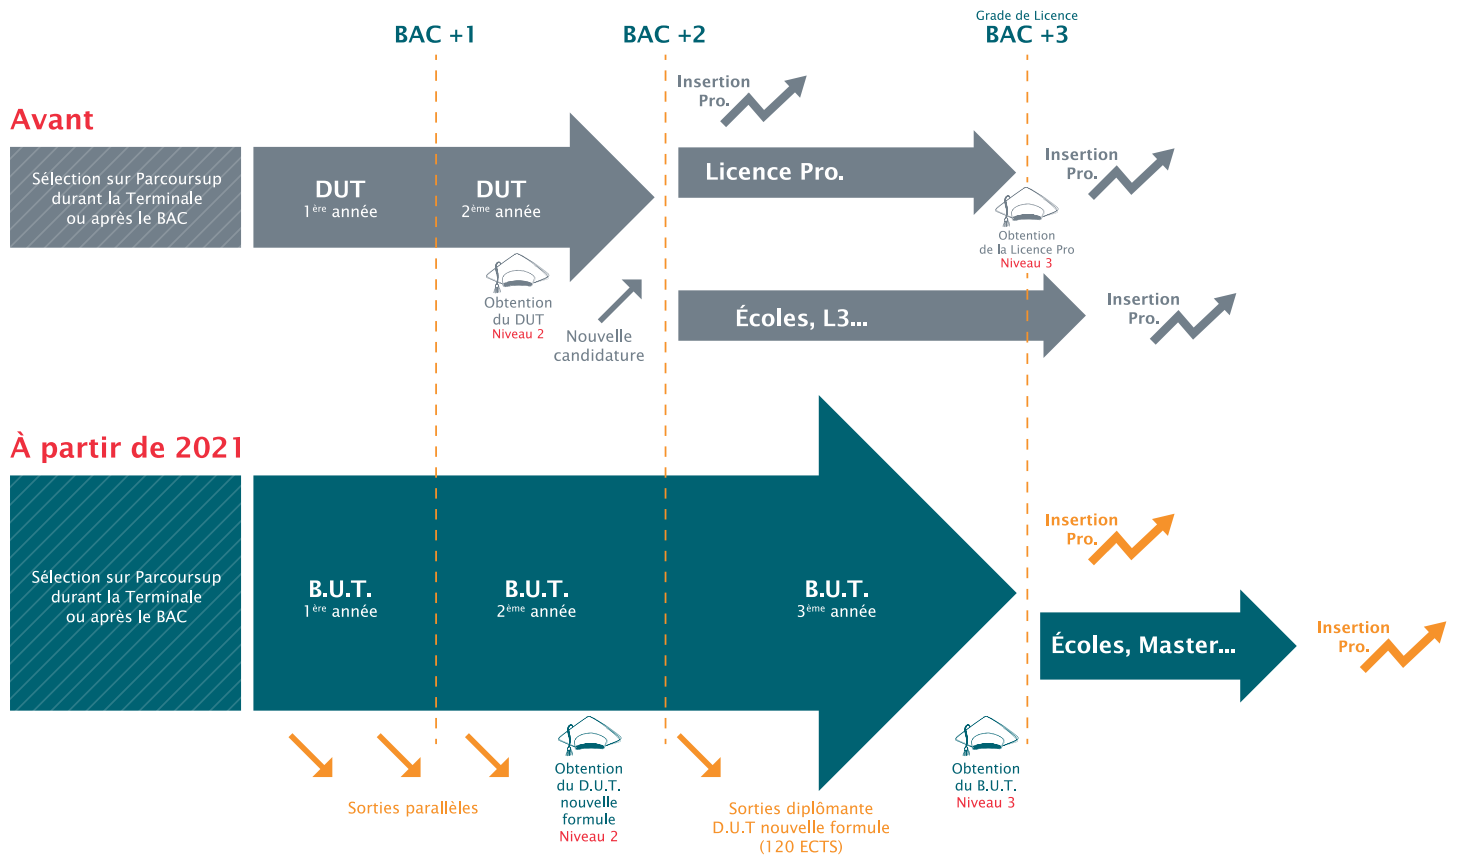 Grade de Licence
BAC +1
BAC +2
BAC +3
Avant
Sélection sur Parcoursup
durant la Terminale
ou après le BAC
DUT
1ère année
DUT
2ème année
Obtention
du DUT
Niveau 2
Nouvelle
candidature
Insertion
Pro.
Licence Pro.
Obtention
de la Licence Pro
Niveau 3
Insertion
Pro.
Écoles, L3...
Insertion
Pro.
À partir de 2021
Sélection sur Parcoursup
durant la Terminale
ou après le BAC
B.U.T.
1ère année
B.U.T.
2ème année
B.U.T.
3ème année
Insertion
Pro.
Écoles, Master...
Insertion
Pro.
Sorties parallèles
Obtention
du D.U.T.
nouvelle
formule
Niveau 2
Sorties diplômante
D.U.T nouvelle formule
(120 ECTS)
Obtention
du B.U.T.
Niveau 3